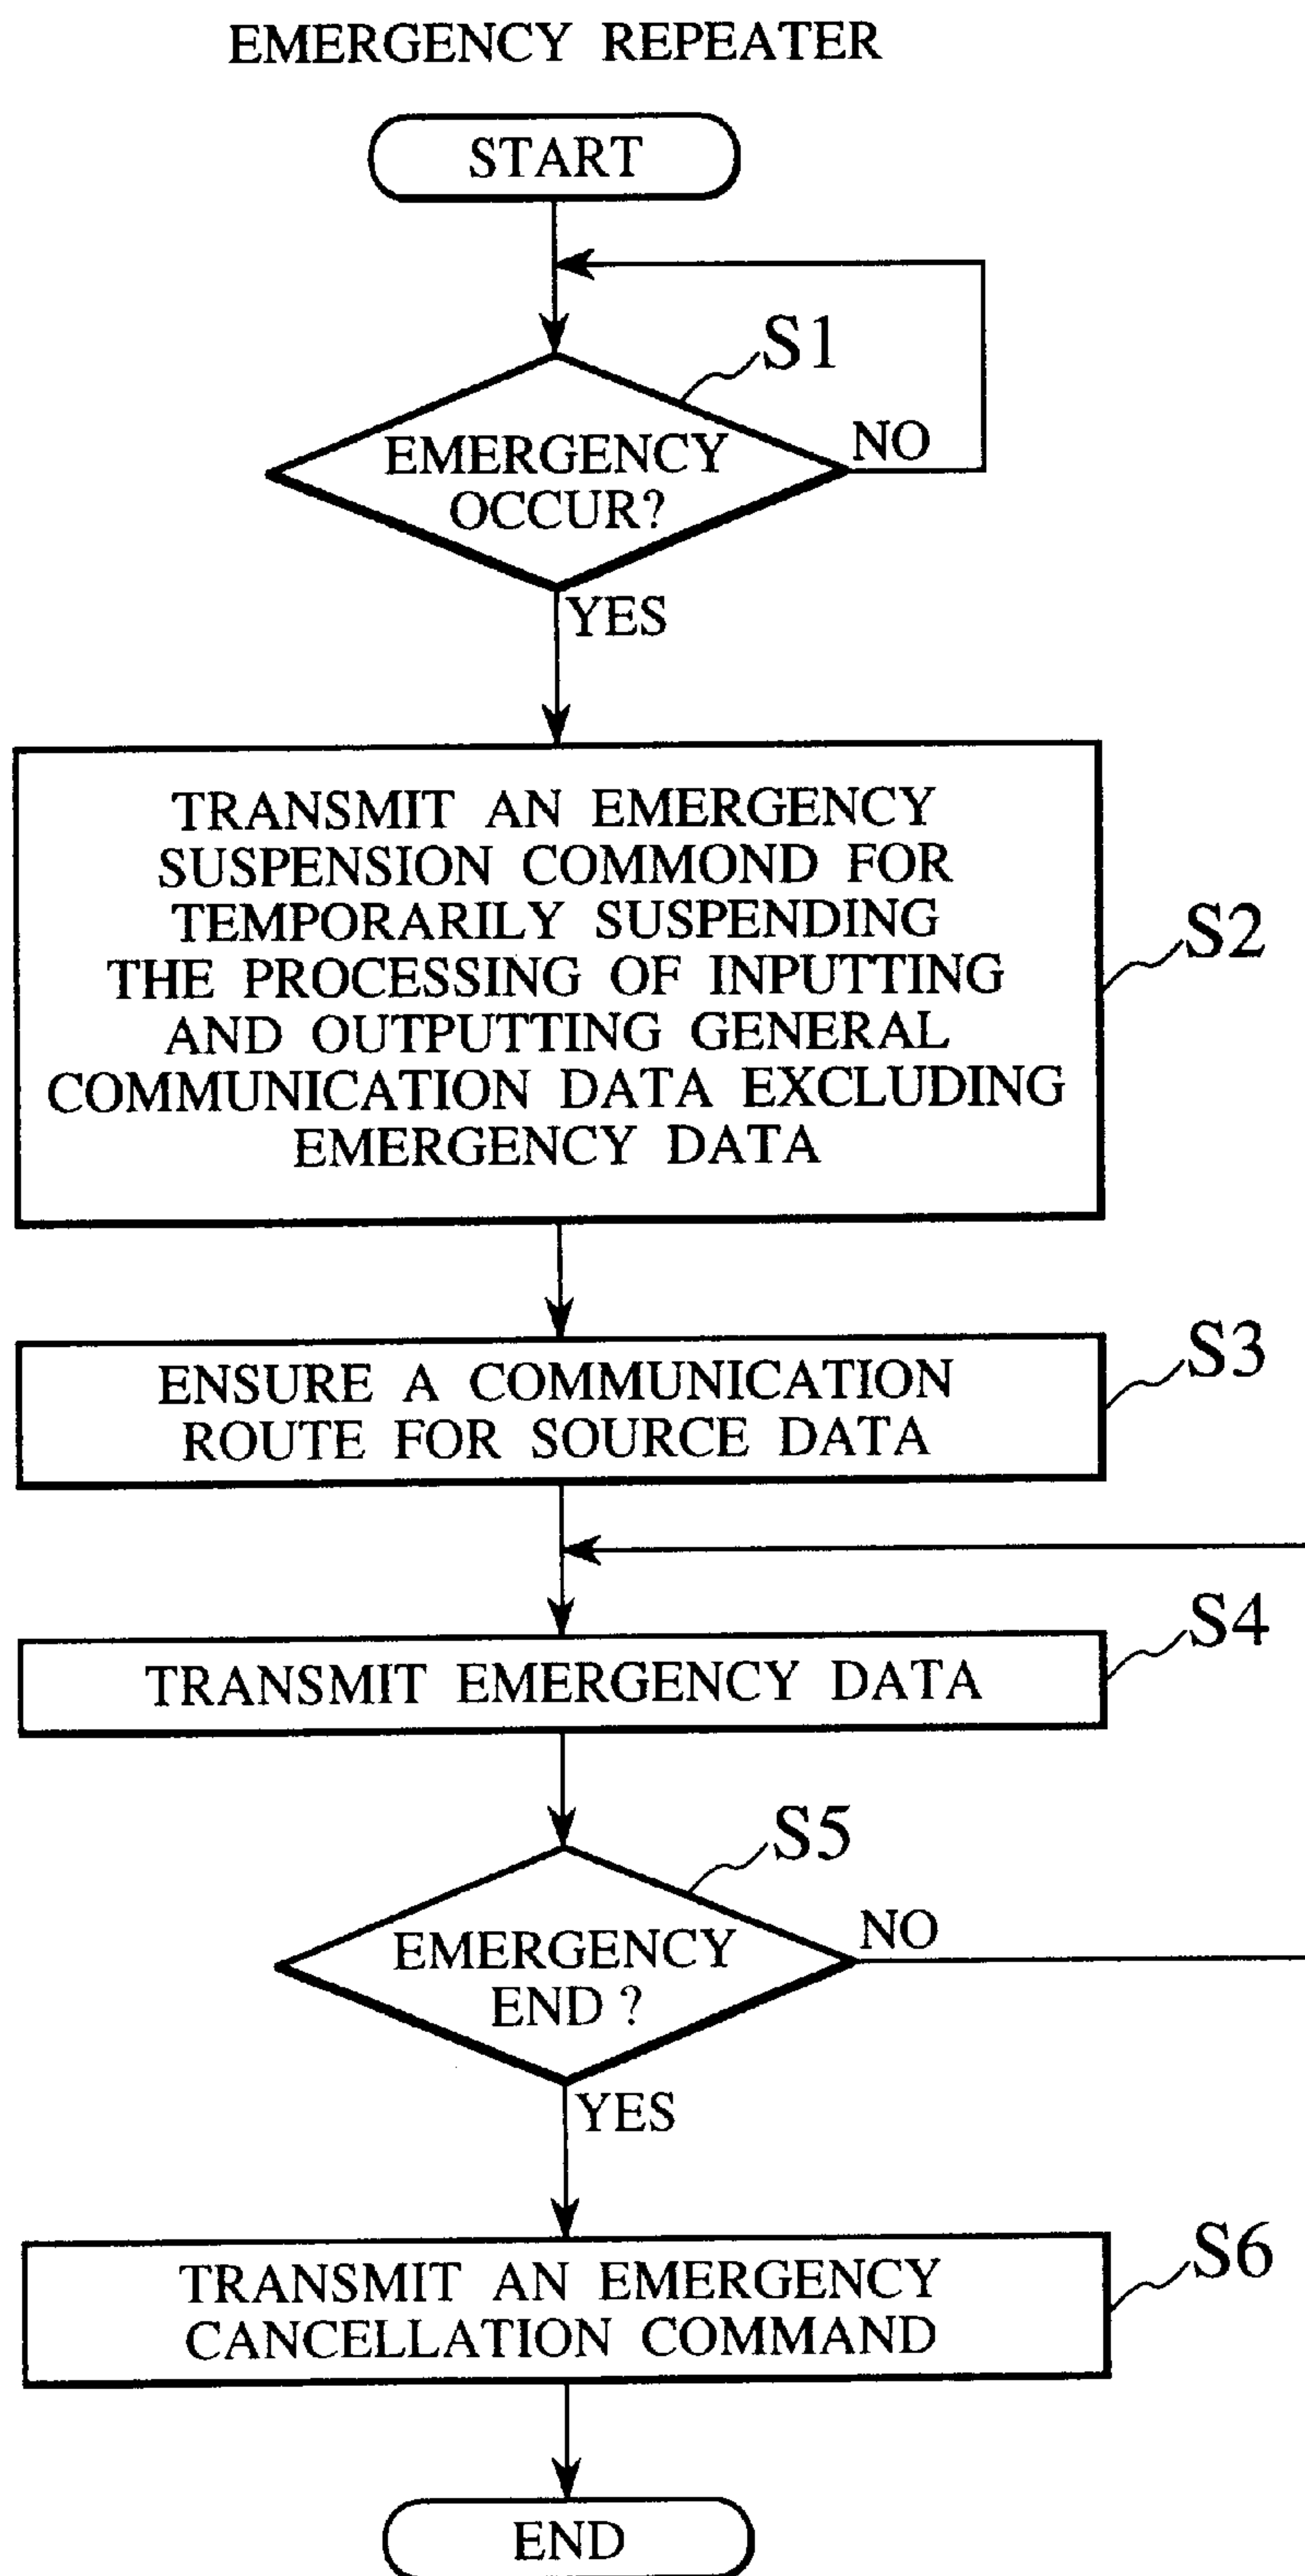 EMERGENCY REPEATER
START
S1
EMERGENCY
OCCUR?
NO
YES
TRANSMIT AN EMERGENCY
SUSPENSION COMMOND FOR
TEMPORARILY SUSPENDING
THE PROCESSING OF INPUTTING
AND OUTPUTTING GENERAL
COMMUNICATION DATA EXCLUDING
EMERGENCY DATA
S2
ENSURE A COMMUNICATION
ROUTE FOR SOURCE DATA
S3
TRANSMIT EMERGENCY DATA
S4
S5
EMERGENCY
END ?
NO
YES
TRANSMIT AN EMERGENCY
CANCELLATION COMMAND
S6
END